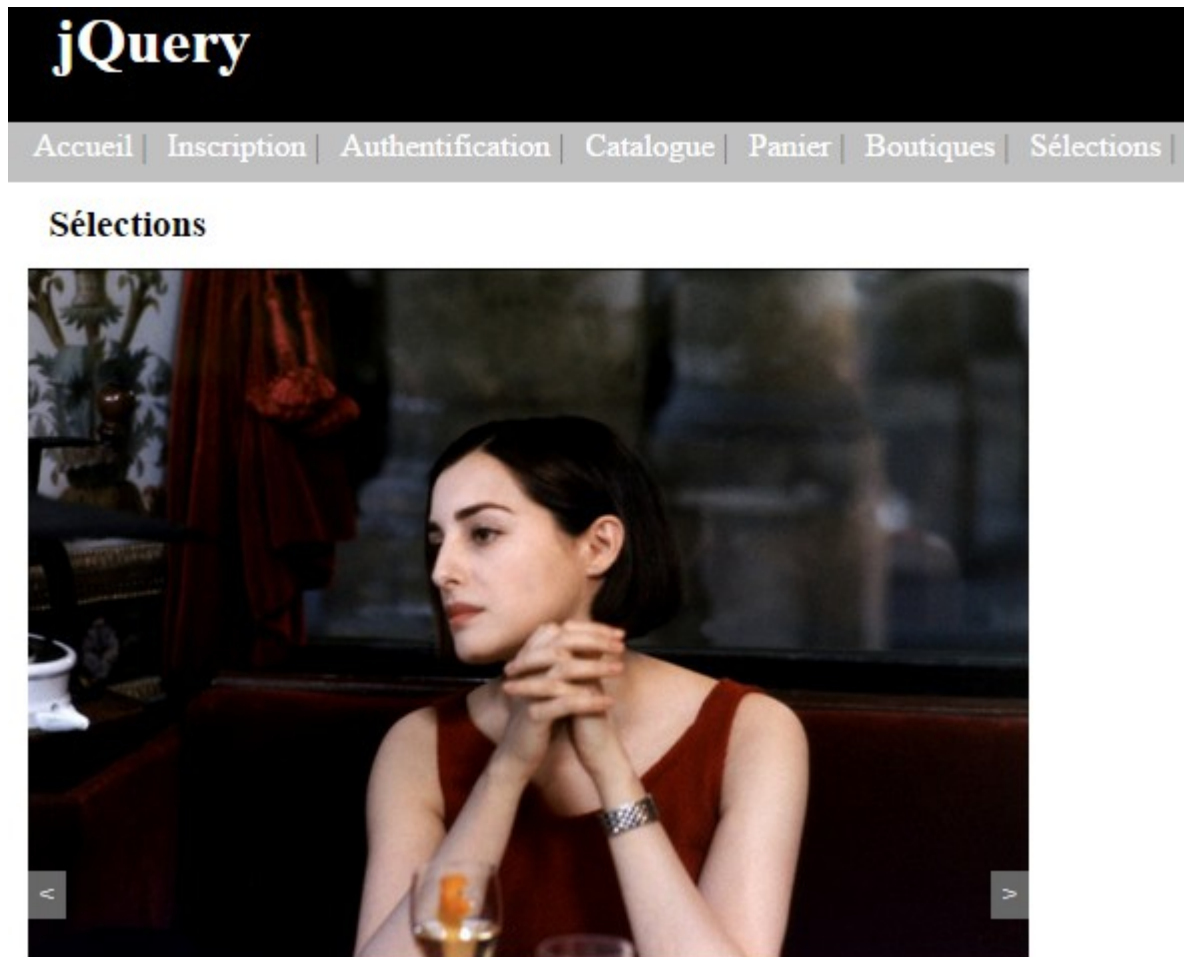 jQuery
Accueil | Inscription | Authentification | Catalogue | Panier | Boutiques | Sélections |
Sélections
< >